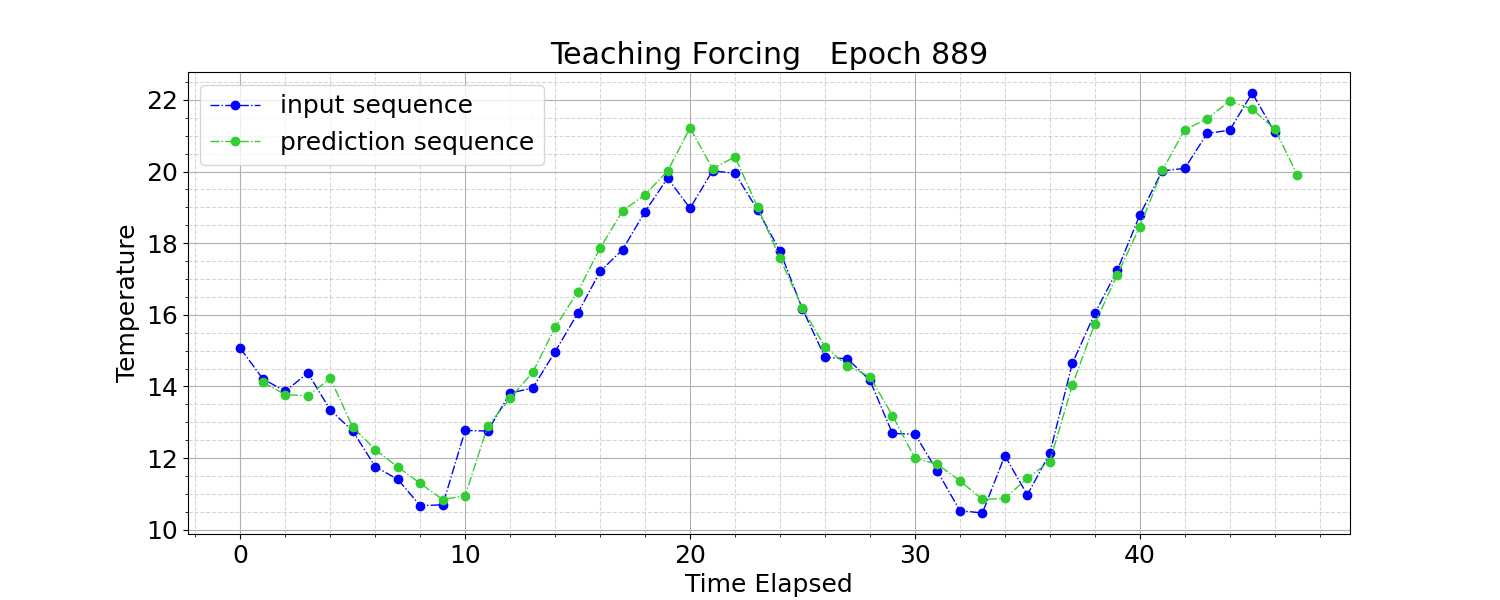 Teaching Forcing   Epoch 889
input sequence
prediction sequence
Temperature
22
20
18
16
14
12
10
0 10 20 30 40
Time Elapsed